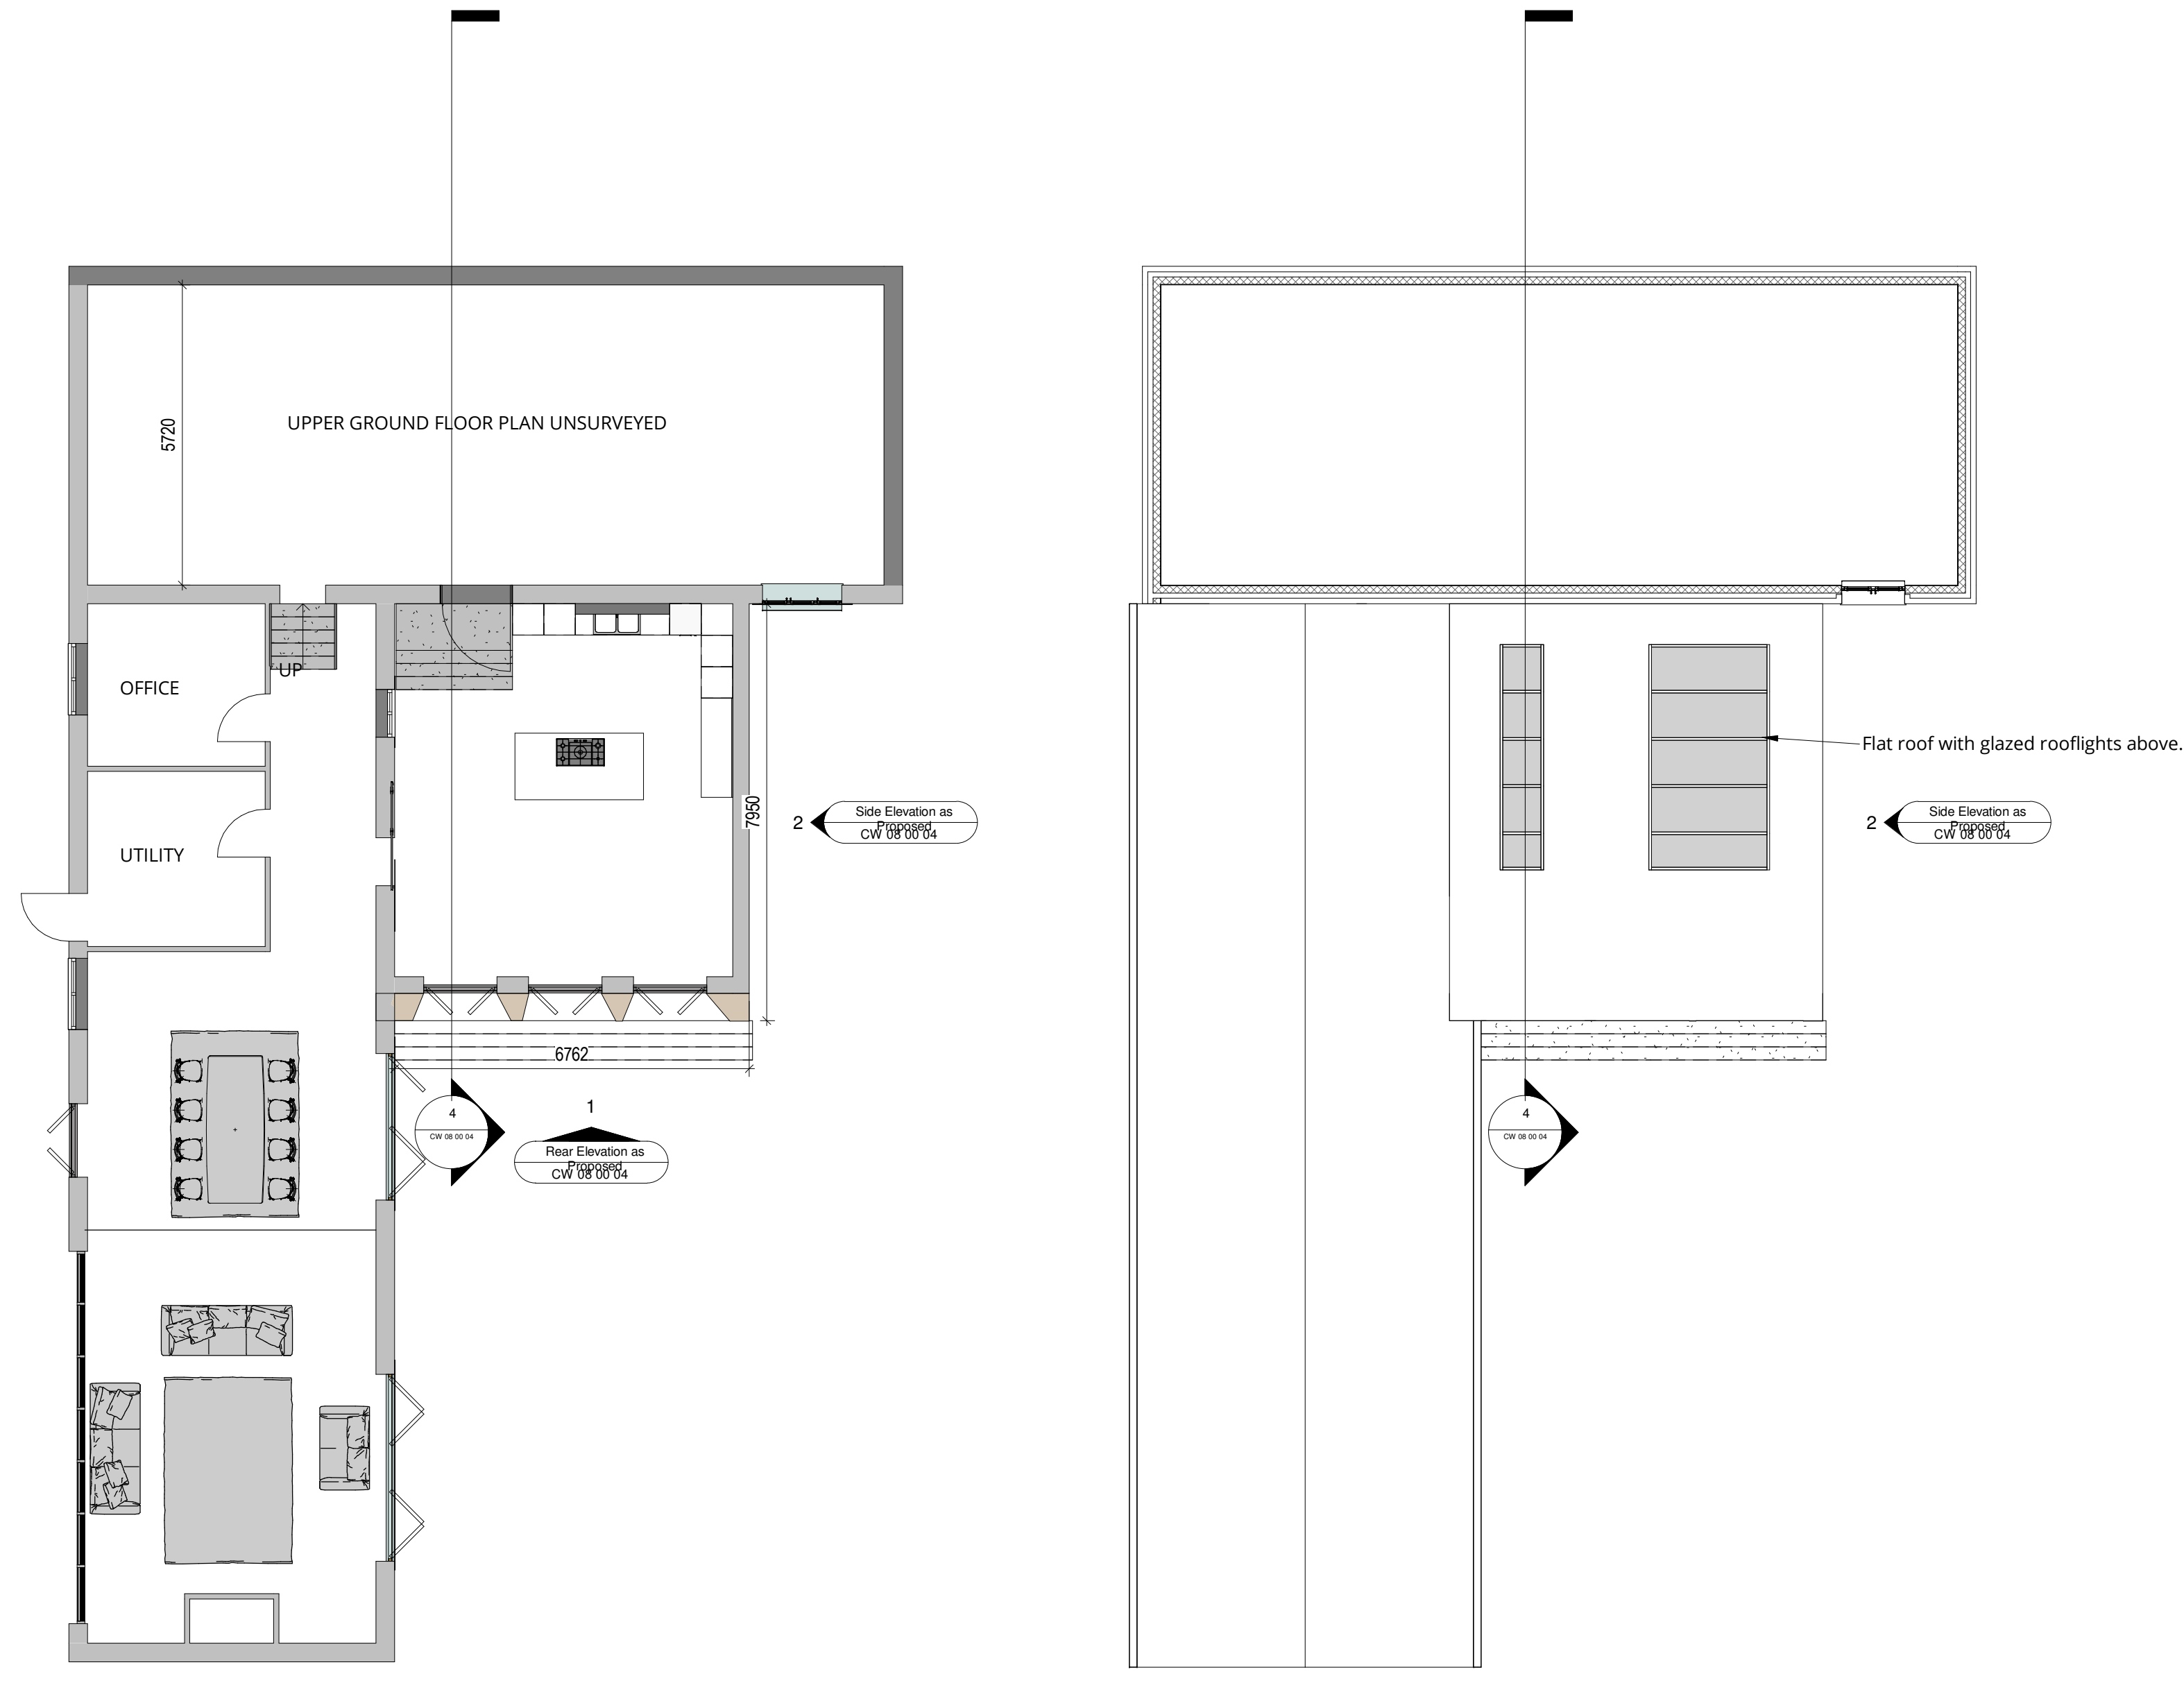 UPPER GROUND FLOOR PLAN UNSURVEYED
5720
UP
OFFICE
UTILITY
7950
2
Side Elevation as
Proposed
CW 08 00 04
6762
4
CW 08 00 04
1
Rear Elevation as
Proposed
CW 08 00 04
Flat roof with glazed rooflights above.
2
Side Elevation as
Proposed
CW 08 00 04
4
CW 08 00 04